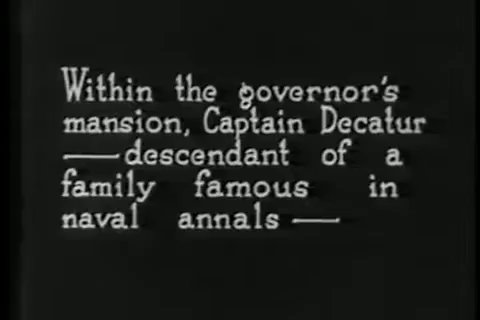 Within the governor's
mansion, Captain Decatur
—descendant of a
family famous in
naval annals—